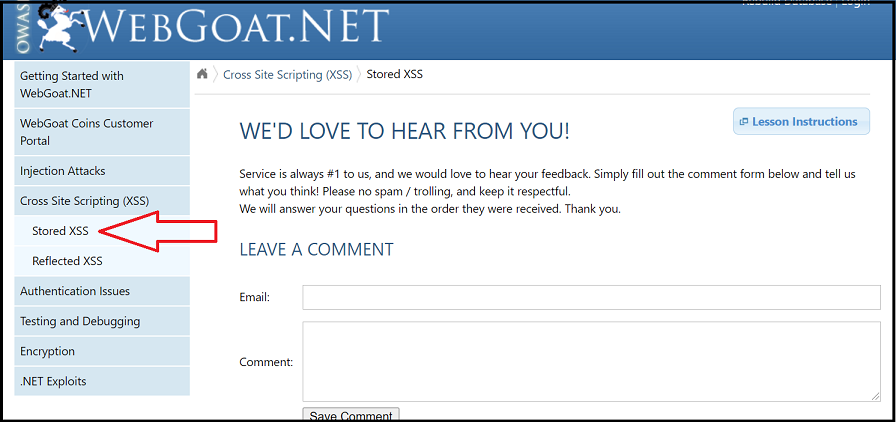 Rebuild Database | Login
OWAS
WEBGOAT.NET
Getting Started with
WebGoat.NET
WebGoat Coins Customer
Portal
Injection Attacks
Cross Site Scripting (XSS)
Stored XSS
Reflected XSS
Authentication Issues
Testing and Debugging
Encryption
.NET Exploits
Cross Site Scripting (XSS)
Stored XSS
WE'D LOVE TO HEAR FROM YOU!
Lesson Instructions
Service is always #1 to us, and we would love to hear your feedback. Simply fill out the comment form below and tell us
what you think! Please no spam / trolling, and keep it respectful.
We will answer your questions in the order they were received. Thank you.
LEAVE A COMMENT
Email:
Comment:
Save Comment